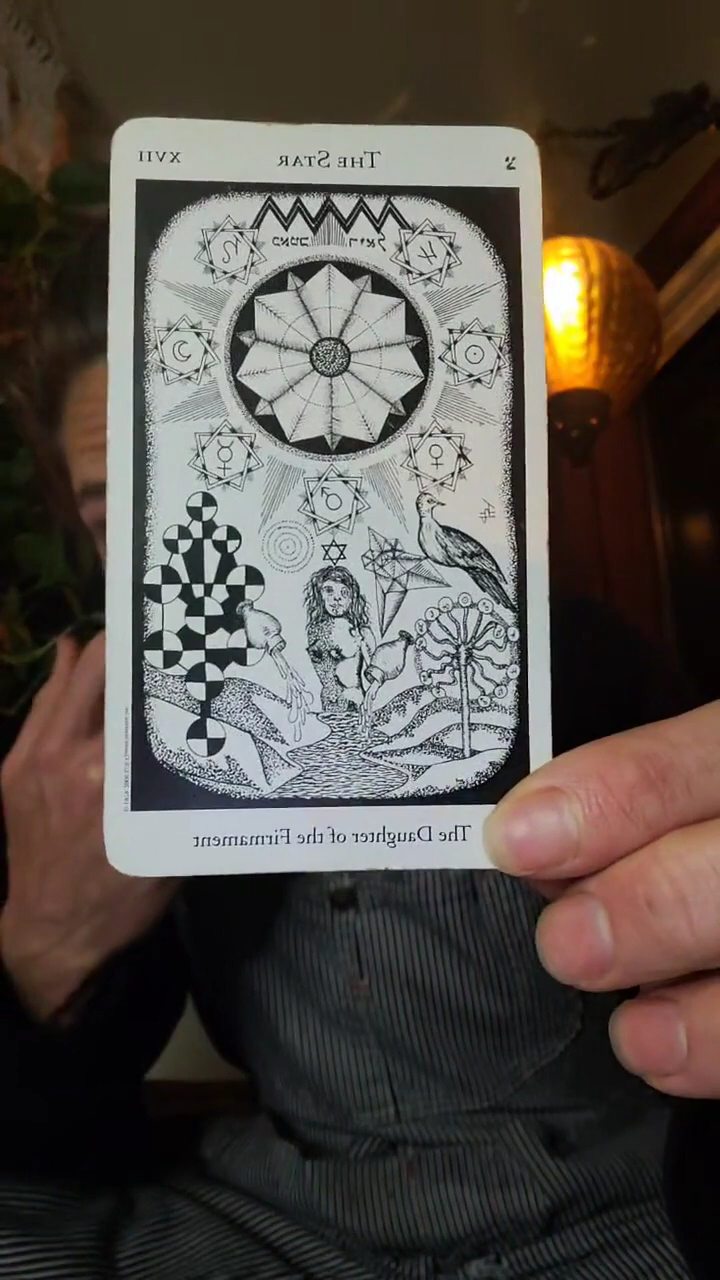 צ THE STAR XVII
The Daughter of the Firmament